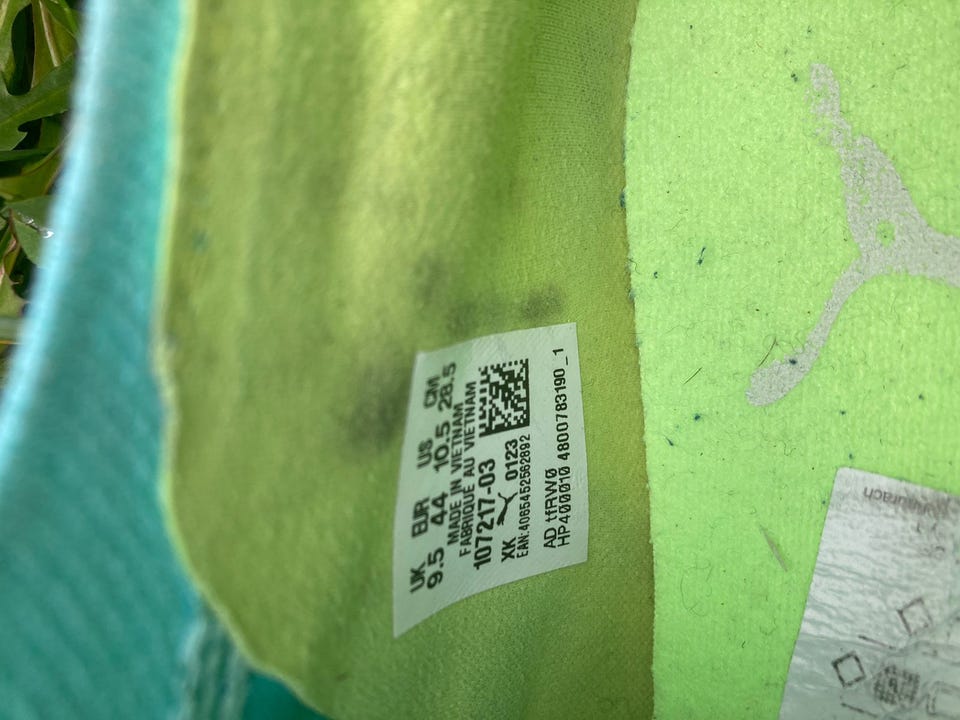 UK EUR US CM
9.5 44 10.5 28.5
MADE IN VIETNAM
FABRIQUE AU VIETNAM
107217-03
XK 0123
EAN:4065452562892
AD tfRW0
HP400010 4800783190_1